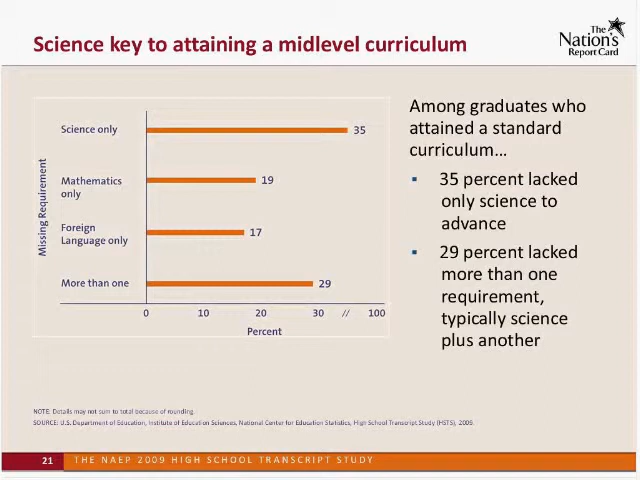 Science key to attaining a midlevel curriculum
The
Nation's
Report Card
Missing Requirement
Science only
35
Mathematics
only
19
Foreign
Language only
17
More than one
29
0 10 20 30 // 100
Percent
Among graduates who
attained a standard
curriculum…
▪ 35 percent lacked
only science to
advance
▪ 29 percent lacked
more than one
requirement,
typically science
plus another
NOTE: Details may not sum to total because of rounding.
SOURCE: U.S. Department of Education, Institute of Education Sciences, National Center for Education Statistics, High School Transcript Study (HSTS), 2009.
21 THE NAEP 2009 HIGH SCHOOL TRANSCRIPT STUDY